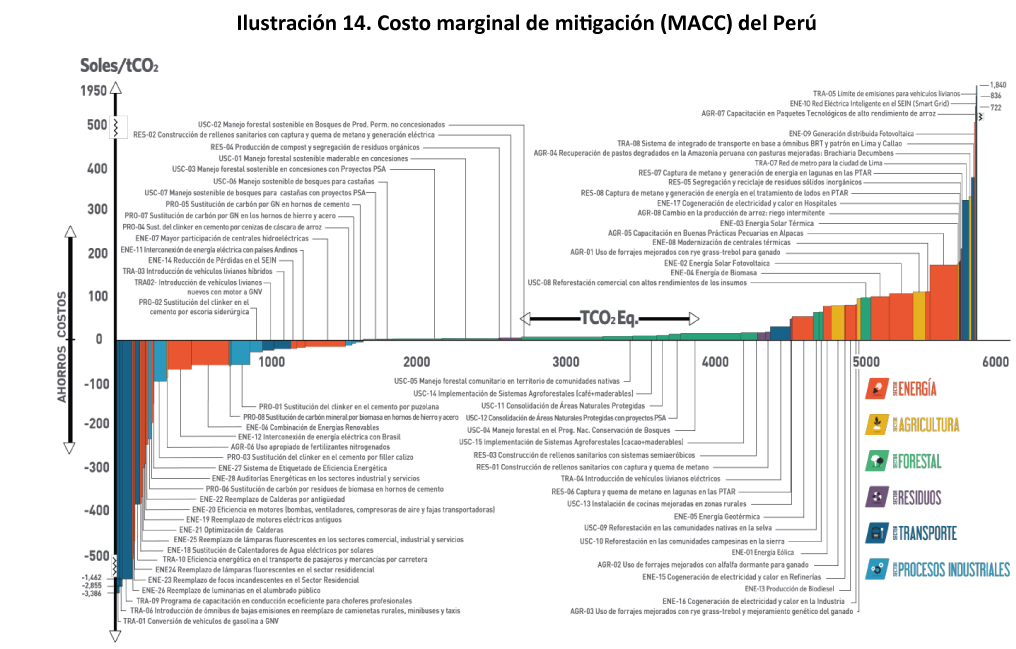 Ilustración 14. Costo marginal de mitigación (MACC) del Perú
Soles/tCO2
1950
500
400
300
200
100
0
-100
-200
-300
-400
-500
-1,462
-2,855
-3,386
AHORROS COSTOS
1000
2000
3000
4000
5000
6000
TCO2 Eq.
USC-02 Manejo forestal sostenible en Bosques de Prod. Perm. no concesionados
RES-02 Construcción de rellenos sanitarios con captura y quema de metano y generación eléctrica
RES-04 Producción de compost y segregación de residuos orgánicos
USC-01 Manejo forestal sostenible maderable en concesiones
USC-03 Manejo forestal sostenible en concesiones con Proyectos PSA
USC-06 Manejo sostenible de bosques para castañas
USC-07 Manejo sostenible de bosques para castañas con proyectos PSA
PRO-05 Sustitución de carbón por GN en hornos de cemento
PRO-07 Sustitución de carbón por GN en los hornos de hierro y acero
PRO-04 Sust. del clinker en cemento por cenizas de cáscara de arroz
ENE-07 Mayor participación de centrales hidroeléctricas
ENE-11 Interconexión de energía eléctrica con países Andinos
ENE-14 Reducción de Pérdidas en el SEIN
TRA-03 Introducción de vehículos livianos híbridos
TRA02- Introducción de vehículos livianos
nuevos con motor a GNV
PRO-02 Sustitución del clinker en el
cemento por escoria siderúrgica
1,840
836
722
TRA-05 Límite de emisiones para vehículos livianos
ENE-10 Red Eléctrica Inteligente en el SEIN (Smart Grid)
AGR-07 Capacitación en Paquetes Tecnológicos de alto rendimiento de arroz
ENE-09 Generación distribuida Fotovoltaica
TRA-08 Sistema de integrado de transporte en base a ómnibus BRT y patrón en Lima y Callao
AGR-04 Recuperación de pastos degradados en la Amazonia peruana con pasturas mejoradas: Brachiaria Decumbens
TRA-07 Red de metro para la ciudad de Lima
RES-07 Captura de metano y generación de energía en lagunas en las PTAR
RES-05 Segregación y reciclaje de residuos sólidos inorgánicos
RES-08 Captura de metano y generación de energía en el tratamiento de lodos en PTAR
ENE-17 Cogeneración de electricidad y calor en Hospitales
AGR-08 Cambio en la producción de arroz: riego intermitente
ENE-03 Energía Solar Térmica
AGR-05 Capacitación en Buenas Prácticas Pecuarias en Alpacas
ENE-08 Modernización de centrales térmicas
AGR-01 Uso de forrajes mejorados con rye grass-trebol para ganado
ENE-02 Energía Solar Fotovoltaica
ENE-04 Energía de Biomasa
USC-08 Reforestación comercial con altos rendimientos de los insumos
PRO-01 Sustitución del clinker en el cemento por puzolana
PRO-08 Sustitución de carbón mineral por biomasa en hornos de hierro y acero
ENE-06 Combinación de Energías Renovables
ENE-12 Interconexión de energía eléctrica con Brasil
AGR-06 Uso apropiado de fertilizantes nitrogenados
PRO-03 Sustitución del clinker en el cemento por filler calizo
ENE-27 Sistema de Etiquetado de Eficiencia Energética
ENE-28 Auditorías Energéticas en los sectores industrial y servicios
PRO-06 Sustitución de carbón por residuos de biomasa en hornos de cemento
ENE-22 Reemplazo de Calderas por antigüedad
ENE-20 Eficiencia en motores (bombas, ventiladores, compresoras de aire y fajas transportadoras)
ENE-19 Reemplazo de motores eléctricos antiguos
ENE-21 Optimización de Calderas
ENE-25 Reemplazo de lámparas fluorescentes en los sectores comercial, industrial y servicios
ENE-18 Sustitución de Calentadores de Agua eléctricos por solares
TRA-10 Eficiencia energética en el transporte de pasajeros y mercancías por carretera
ENE24 Reemplazo de lámparas fluorescentes en el sector resididencial
ENE-23 Reemplazo de focos incandescentes en el Sector Residencial
ENE-26 Reemplazo de luminarias en el alumbrado público
TRA-09 Programa de capacitación en conducción ecoeficiente para choferes profesionales
TRA-06 Introducción de ómnibus de bajas emisiones en reemplazo de camionetas rurales, minibuses y taxis
TRA-01 Conversión de vehículos de gasolina a GNV
USC-05 Manejo forestal comunitario en territorio de comunidades nativas
USC-14 Implementación de Sistemas Agroforestales (café+maderables)
USC-11 Consolidación de Áreas Naturales Protegidas
USC-12 Consolidación de Áreas Naturales Protegidas con proyectos PSA
USC-04 Manejo forestal en el Prog. Nac. Conservación de Bosques
USC-15 Implementación de Sistemas Agroforestales (cacao+maderables)
RES-03 Construcción de rellenos sanitarios con sistemas semiaeróbicos
RES-01 Construcción de rellenos sanitarios con captura y quema de metano
TRA-04 Introducción de vehículos livianos eléctricos
RES-06 Captura y quema de metano en lagunas en las PTAR
USC-13 Instalación de cocinas mejoradas en zonas rurales
ENE-05 Energía Geotérmica
USC-09 Reforestación en las comunidades nativas en la selva
USC-10 Reforestación en las comunidades campesinas en la sierra
ENE-01 Energía Eólica
AGR-02 Uso de forrajes mejorados con alfalfa dormante para ganado
ENE-15 Cogeneración de electricidad y calor en Refinerías
ENE-13 Producción de Biodiesel
ENE-16 Cogeneración de electricidad y calor en la Industria
AGR-03 Uso de forrajes mejorados con rye grass-trebol y mejeramiento genético del ganado
ENERGÍA
AGRICULTURA
FORESTAL
RESIDUOS
TRANSPORTE
PROCESOS INDUSTRIALES